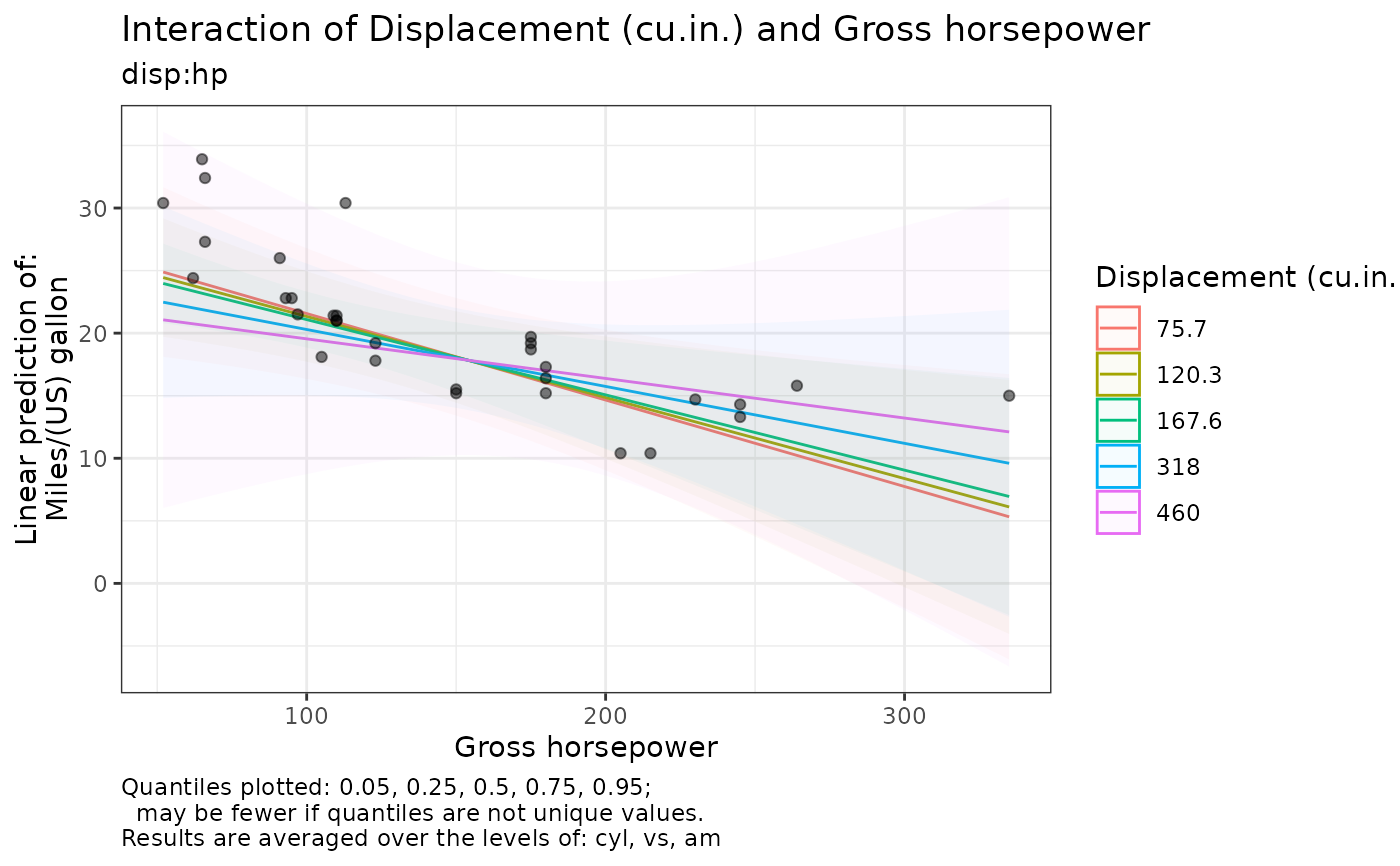 Interaction of Displacement (cu.in.) and Gross horsepower
disp:hp
Linear prediction of:
Miles/(US) gallon
30
20
10
0
100
200
300
Gross horsepower
Displacement (cu.in.
75.7
120.3
167.6
318
460
Quantiles plotted: 0.05, 0.25, 0.5, 0.75, 0.95;
may be fewer if quantiles are not unique values.
Results are averaged over the levels of: cyl, vs, am